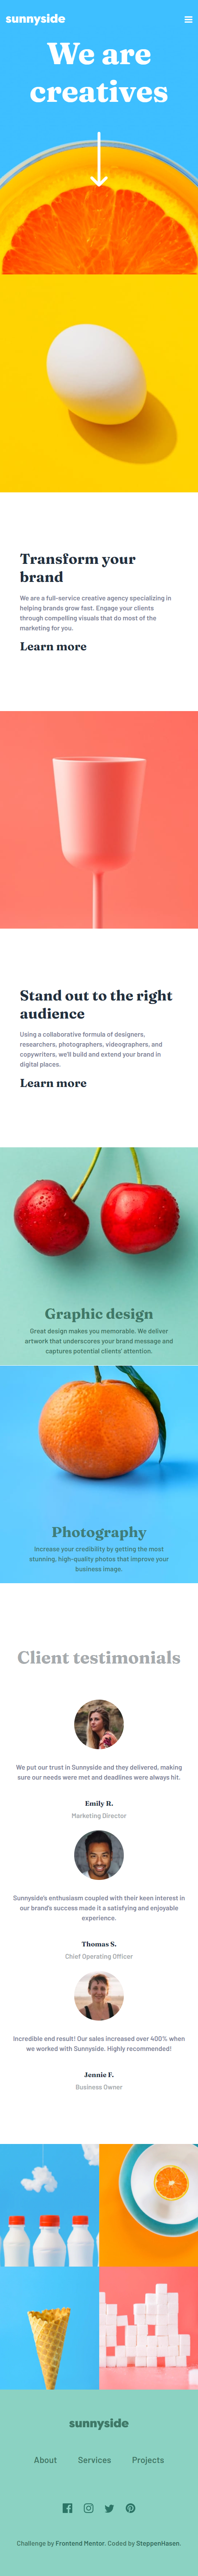 sunnyside
We are
creatives
Transform your
brand
We are a full-service creative agency specializing in
helping brands grow fast. Engage your clients
through compelling visuals that do most of the
marketing for you.
Learn more
Stand out to the right
audience
Using a collaborative formula of designers,
researchers, photographers, videographers, and
copywriters, we'll build and extend your brand in
digital places.
Learn more
Graphic design
Great design makes you memorable. We deliver
artwork that underscores your brand message and
captures potential clients' attention.
Photography
Increase your credibility by getting the most
stunning, high-quality photos that improve your
business image.
Client testimonials
We put our trust in Sunnyside and they delivered, making
sure our needs were met and deadlines were always hit.
Emily R.
Marketing Director
Sunnyside's enthusiasm coupled with their keen interest in
our brand's success made it a satisfying and enjoyable
experience.
Thomas S.
Chief Operating Officer
Incredible end result! Our sales increased over 400% when
we worked with Sunnyside. Highly recommended!
Jennie F.
Business Owner
sunnyside
About Services Projects
Challenge by Frontend Mentor. Coded by SteppenHasen.